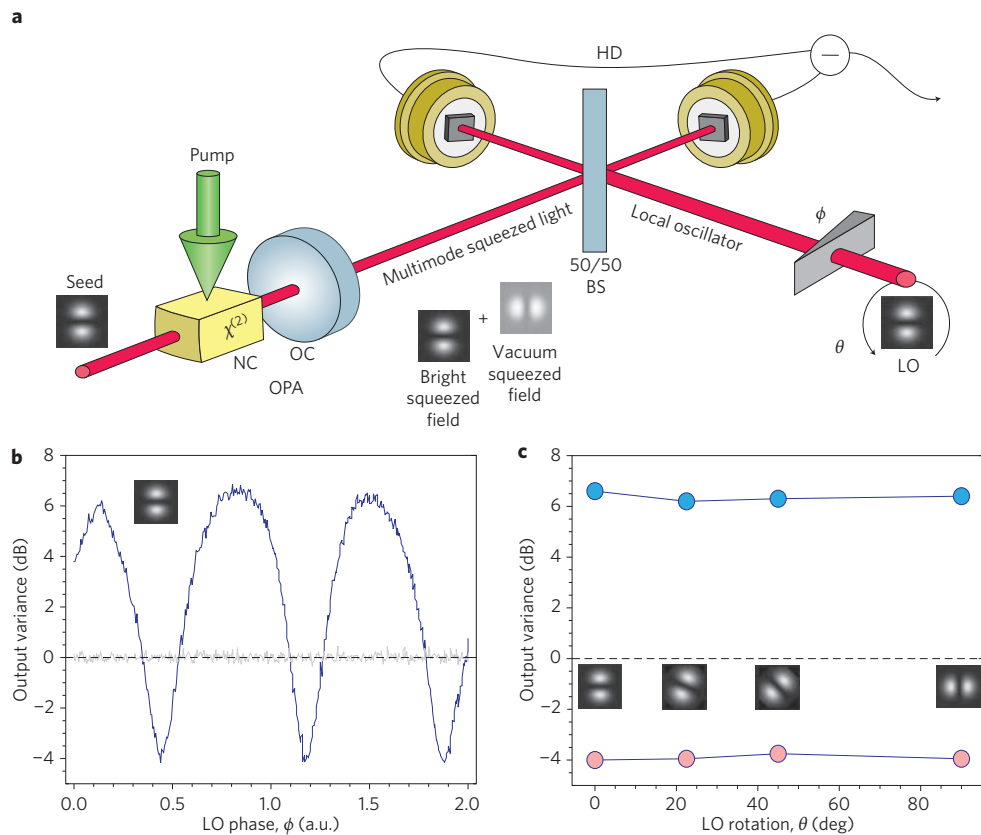 a
HD
−
Pump
Seed
χ(2)
NC
OC
OPA
Multimode squeezed light
50/50
BS
Local oscillator
ϕ
θ
LO
+
Bright
squeezed
field
Vacuum
squeezed
field
b
8
6
4
2
0
−2
−4
Output variance (dB)
0.0
0.5
1.0
1.5
2.0
LO phase, ϕ (a.u.)
c
8
6
4
2
0
−2
−4
Output variance (dB)
0
20
40
60
80
LO rotation, θ (deg)